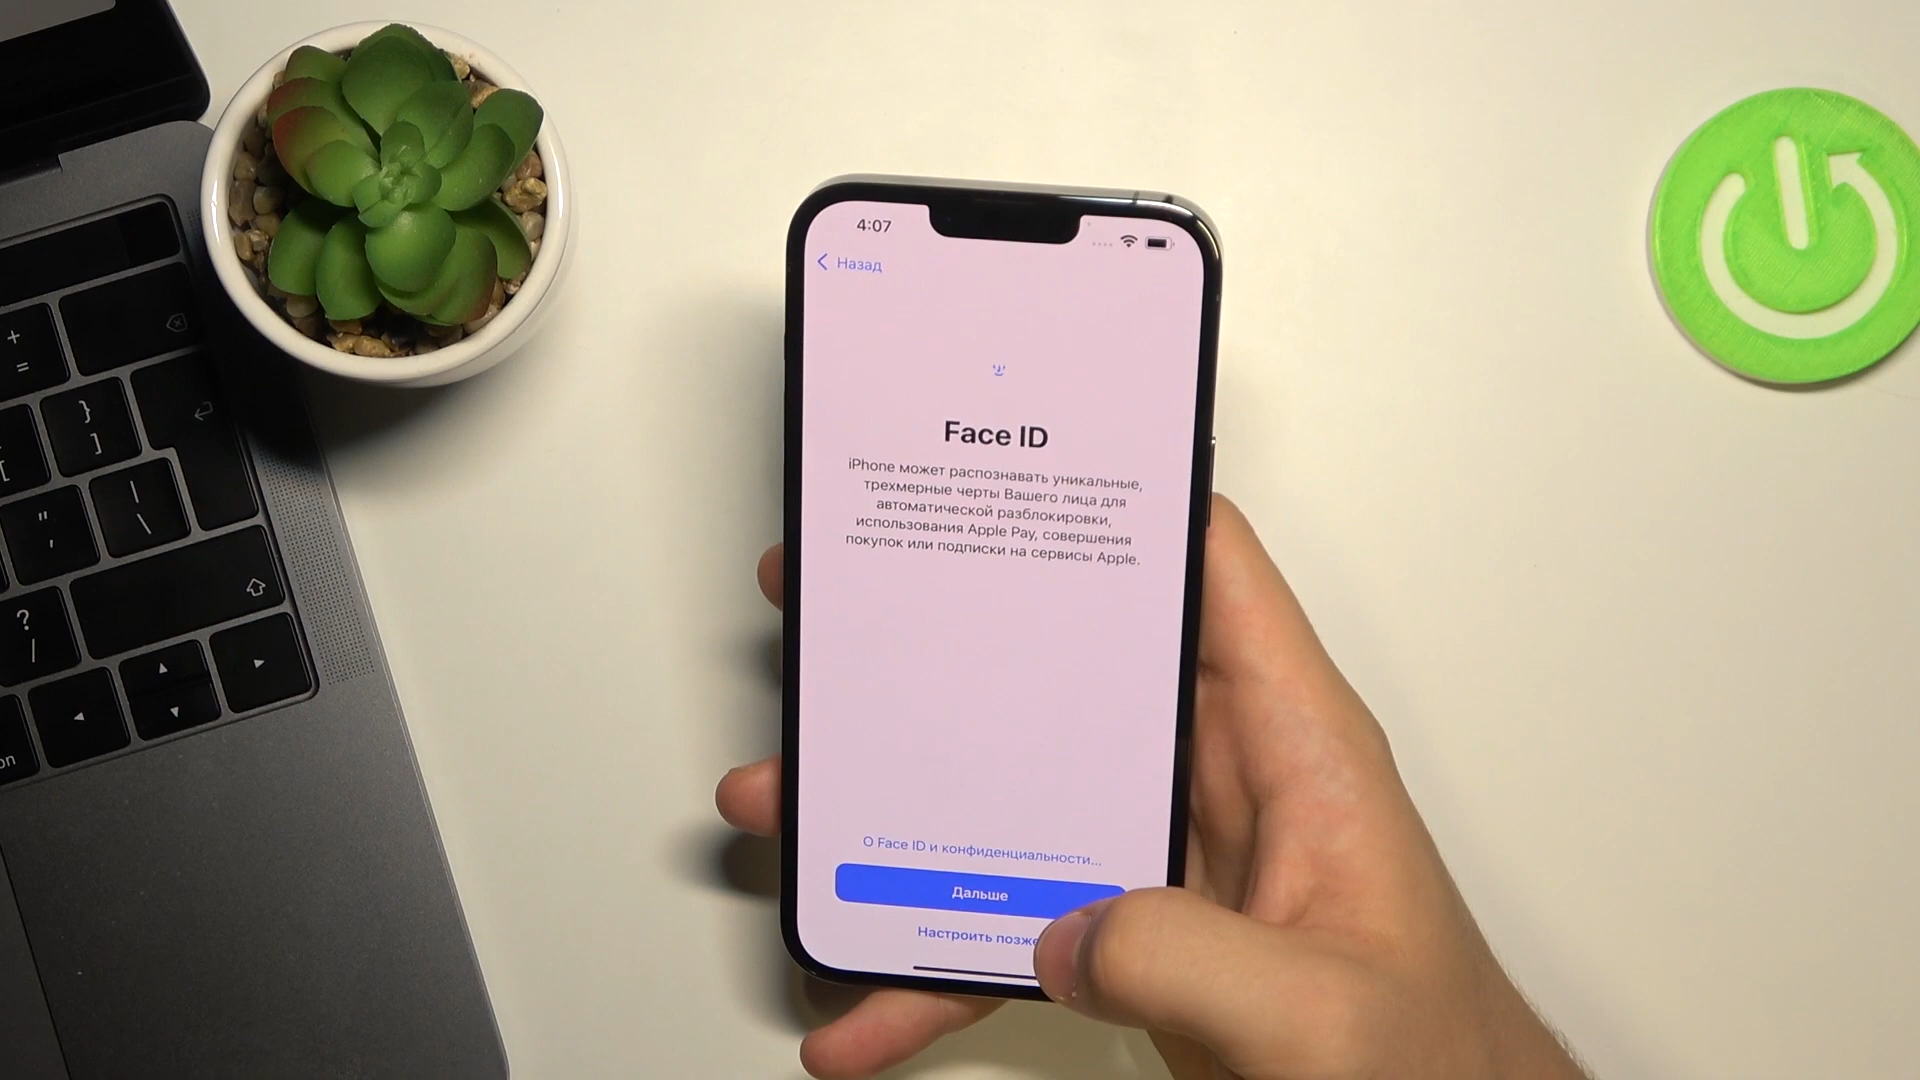 4:07
Назад
Face ID
iPhone может распознавать уникальные,
трехмерные черты Вашего лица для
автоматической разблокировки,
использования Apple Pay, совершения
покупок или подписки на сервисы Apple.
О Face ID и конфиденциальности...
Дальше
Настроить позже
+
=
}
]
[
|
\
"
,
?
/